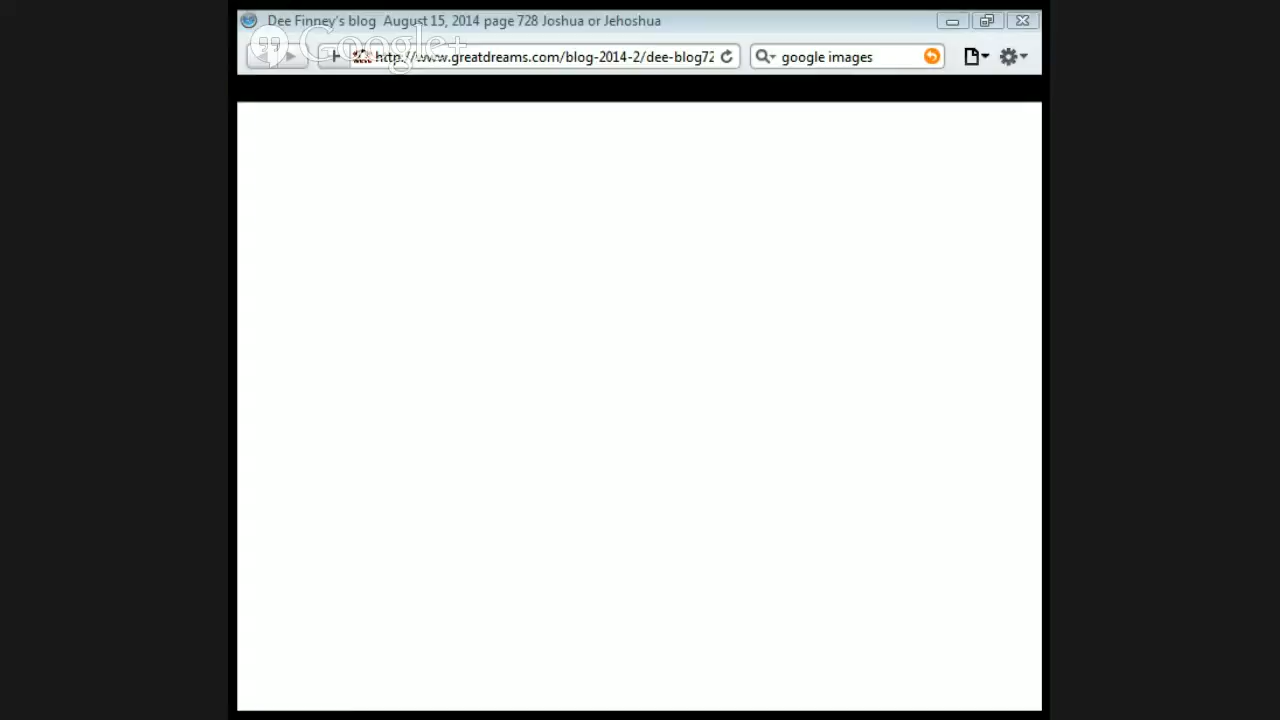 Dee Finney's blog August 15, 2014 page 728 Joshua or Jehoshua
Google+
http://www.greatdreams.com/blog-2014-2/dee-blog72
google images